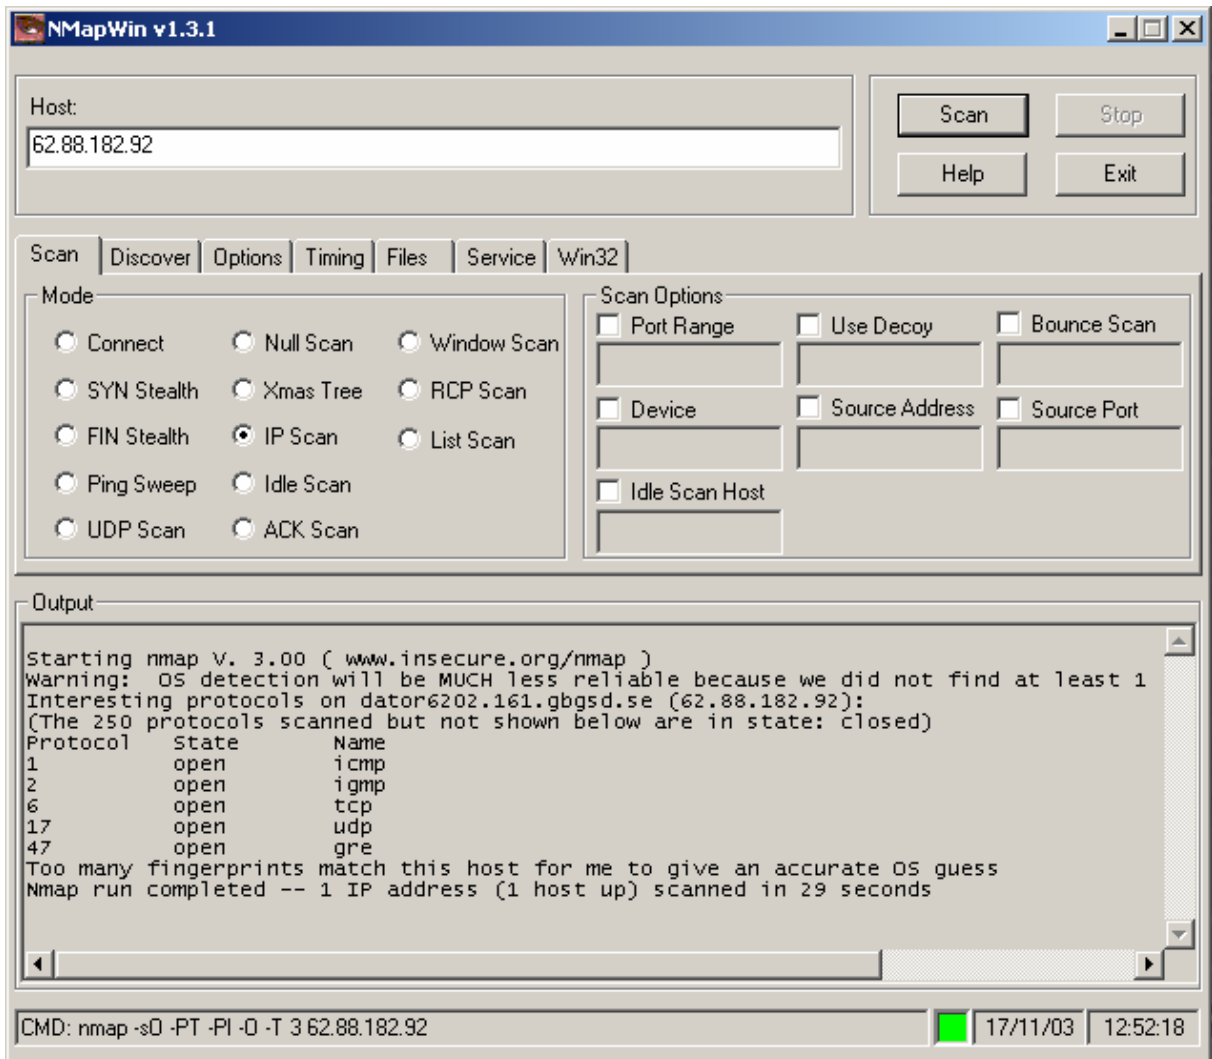 NMapWin v1.3.1
Host:
62.88.182.92
Scan
Stop
Help
Exit
Scan Discover Options Timing Files Service Win32
Mode
Connect Null Scan Window Scan
SYN Stealth Xmas Tree RCP Scan
FIN Stealth IP Scan List Scan
Ping Sweep Idle Scan
UDP Scan ACK Scan
Scan Options
Port Range Use Decoy Bounce Scan
Device Source Address Source Port
Idle Scan Host
Output
Starting nmap V. 3.00 ( www.insecure.org/nmap )
Warning:  OS detection will be MUCH less reliable because we did not find at least 1
Interesting protocols on dator6202.161.gbgsd.se (62.88.182.92):
(The 250 protocols scanned but not shown below are in state: closed)
Protocol State Name
1 open icmp
2 open igmp
6 open tcp
17 open udp
47 open gre
Too many fingerprints match this host for me to give an accurate OS guess
Nmap run completed -- 1 IP address (1 host up) scanned in 29 seconds
CMD: nmap -sO -PT -PI -O -T 3 62.88.182.92
17/11/03 12:52:18